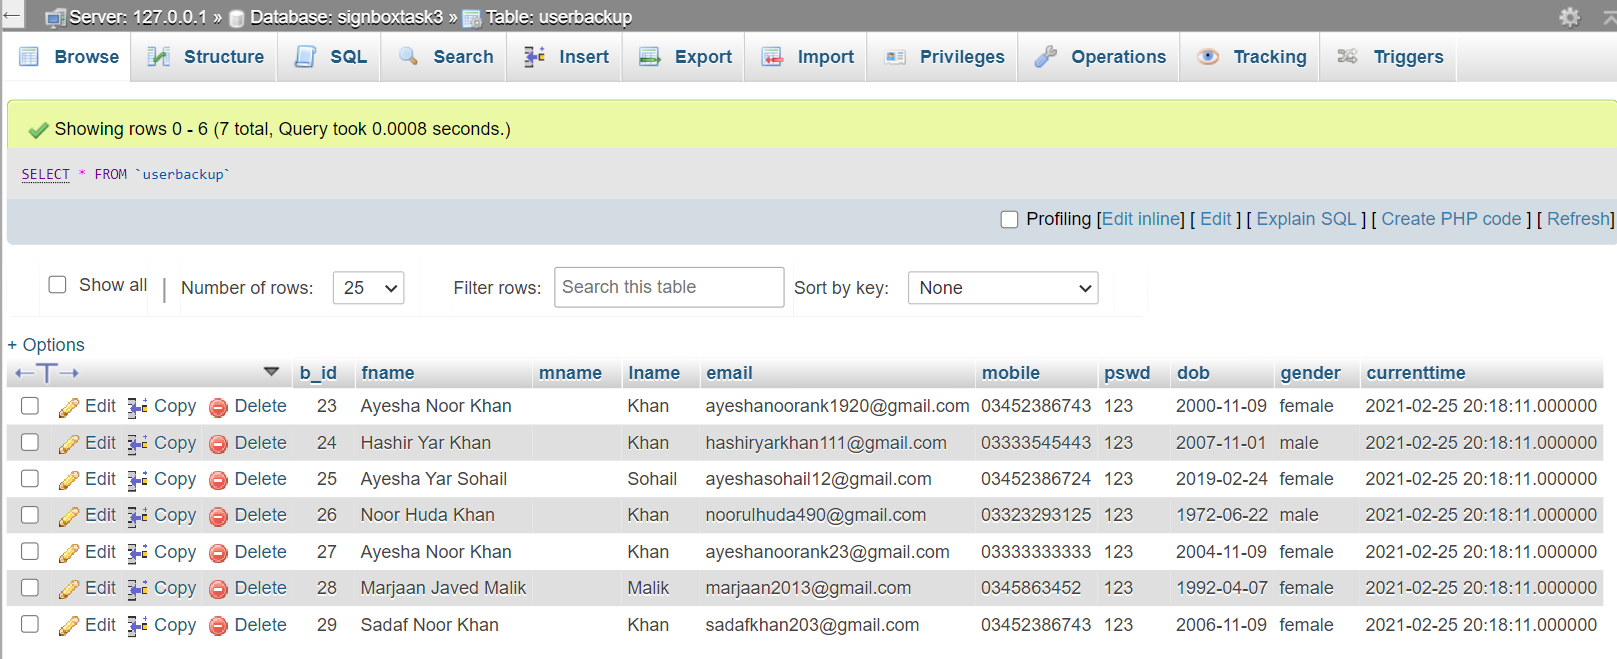 Server: 127.0.0.1 » Database: signboxtask3 » Table: userbackup
Browse Structure SQL Search Insert Export Import Privileges Operations Tracking Triggers
Showing rows 0 - 6 (7 total, Query took 0.0008 seconds.)
SELECT * FROM `userbackup`
Profiling [Edit inline] [ Edit ] [ Explain SQL ] [ Create PHP code ] [ Refresh]
Show all | Number of rows: 25 Filter rows: Search this table Sort by key: None
+ Options
←T→ b_id fname mname lname email mobile pswd dob gender currenttime
Edit Copy Delete 23 Ayesha Noor Khan Khan ayeshanoorank1920@gmail.com 03452386743 123 2000-11-09 female 2021-02-25 20:18:11.000000
Edit Copy Delete 24 Hashir Yar Khan Khan hashiryarkhan111@gmail.com 03333545443 123 2007-11-01 male 2021-02-25 20:18:11.000000
Edit Copy Delete 25 Ayesha Yar Sohail Sohail ayeshasohail12@gmail.com 03452386724 123 2019-02-24 female 2021-02-25 20:18:11.000000
Edit Copy Delete 26 Noor Huda Khan Khan noorulhuda490@gmail.com 03323293125 123 1972-06-22 male 2021-02-25 20:18:11.000000
Edit Copy Delete 27 Ayesha Noor Khan Khan ayeshanoorank23@gmail.com 03333333333 123 2004-11-09 female 2021-02-25 20:18:11.000000
Edit Copy Delete 28 Marjaan Javed Malik Malik marjaan2013@gmail.com 0345863452 123 1992-04-07 female 2021-02-25 20:18:11.000000
Edit Copy Delete 29 Sadaf Noor Khan Khan sadafkhan203@gmail.com 03452386743 123 2006-11-09 female 2021-02-25 20:18:11.000000